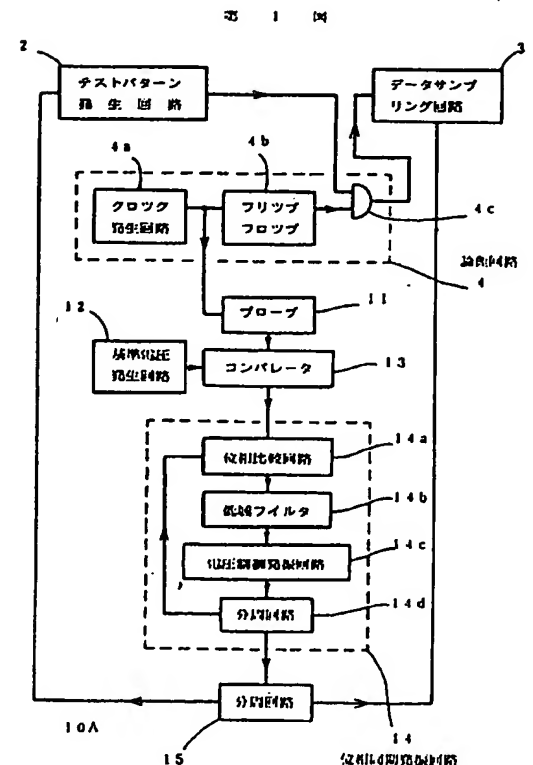 第 1 図
2
3
テストパターン
発生回路
データサンプ
リング回路
4a
4b
クロック
発生回路
フリップ
フロップ
4c
論理回路
4
プローブ
11
12
基準電圧
発生回路
コンパレータ
13
位相比較回路
14a
低域フイルタ
14b
電圧制御発振回路
14c
分周回路
14d
分周回路
10A
15
14
位相同期発振回路